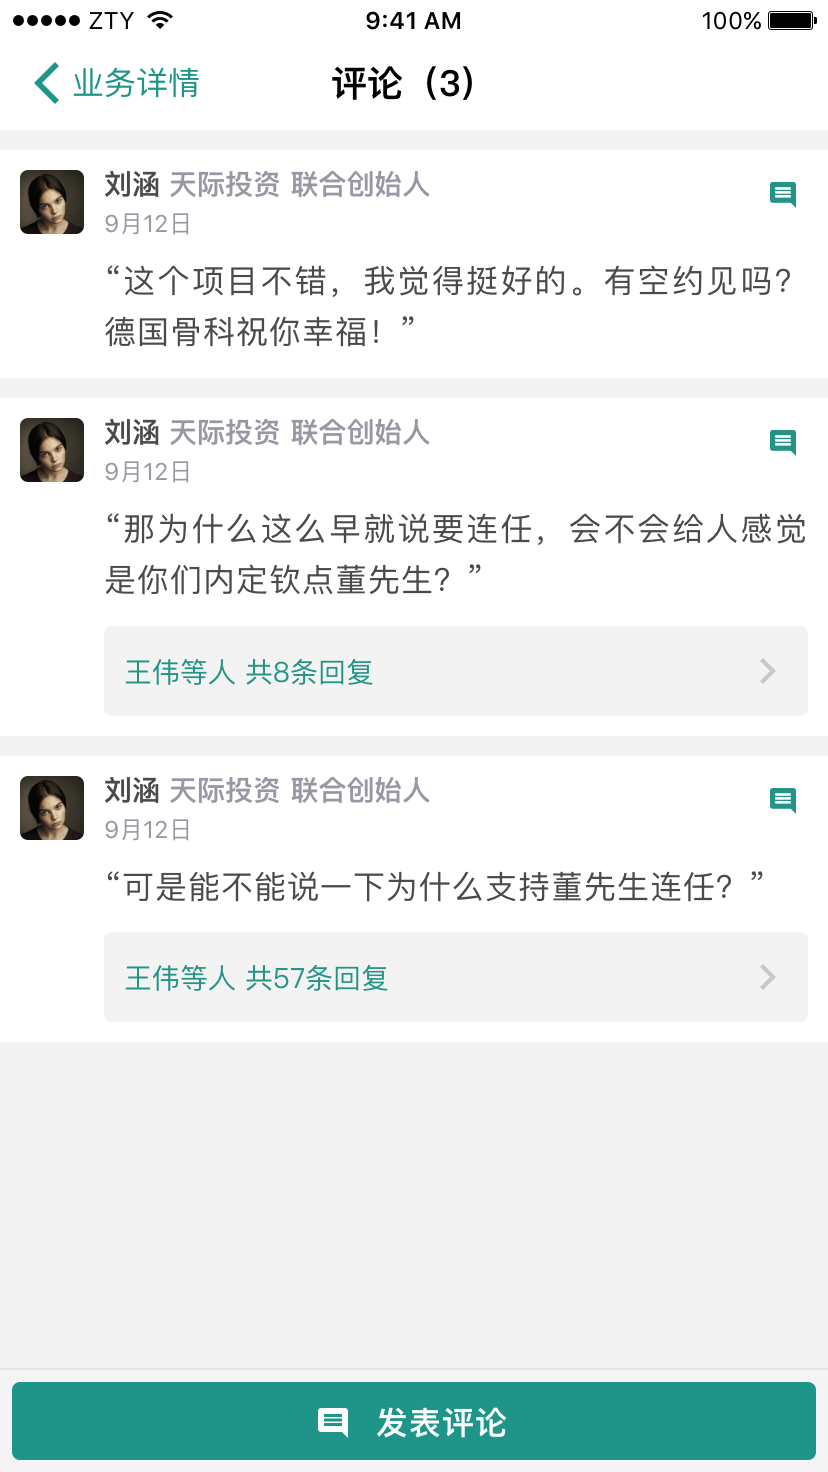 ZTY 9:41 AM 100%
业务详情 评论（3）
刘涵 天际投资 联合创始人
9月12日
“这个项目不错，我觉得挺好的。有空约见吗？
德国骨科祝你幸福！”
刘涵 天际投资 联合创始人
9月12日
“那为什么这么早就说要连任，会不会给人感觉
是你们内定钦点董先生？”
王伟等人 共8条回复
刘涵 天际投资 联合创始人
9月12日
“可是能不能说一下为什么支持董先生连任？”
王伟等人 共57条回复
发表评论